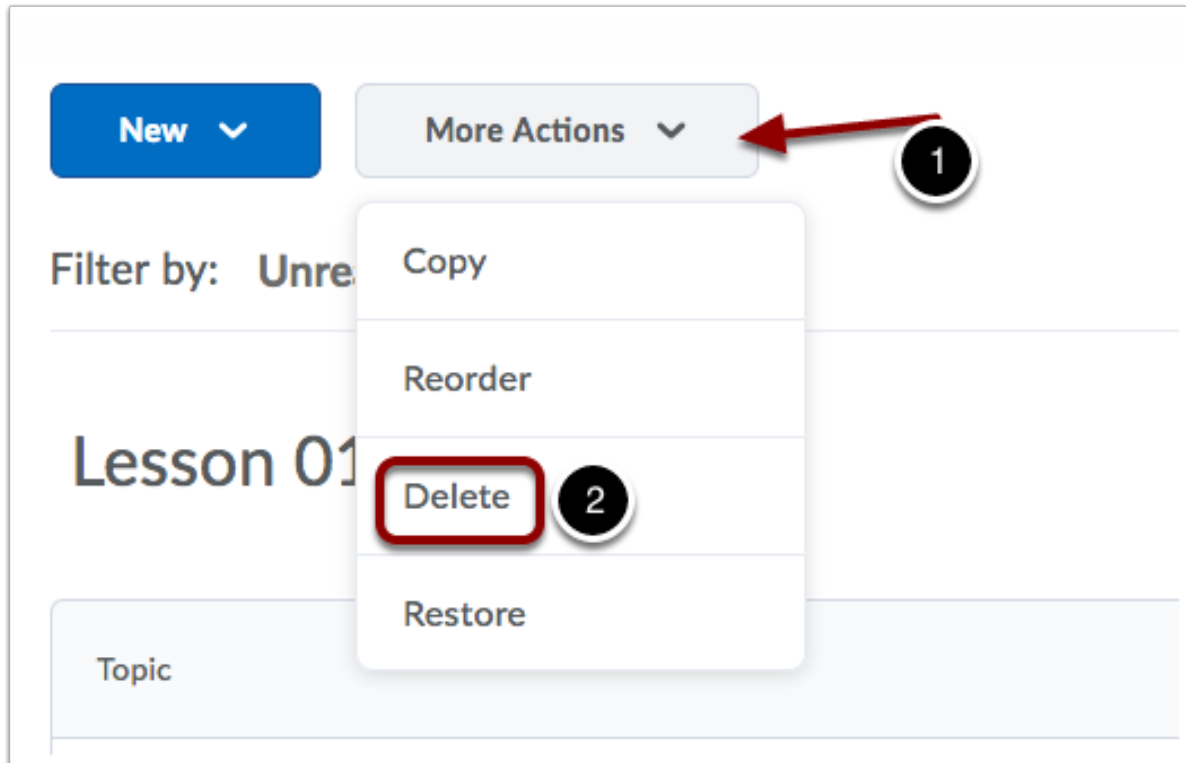 New
More Actions
1
Copy
Filter by: Unre
Reorder
Lesson 01
Delete
2
Restore
Topic